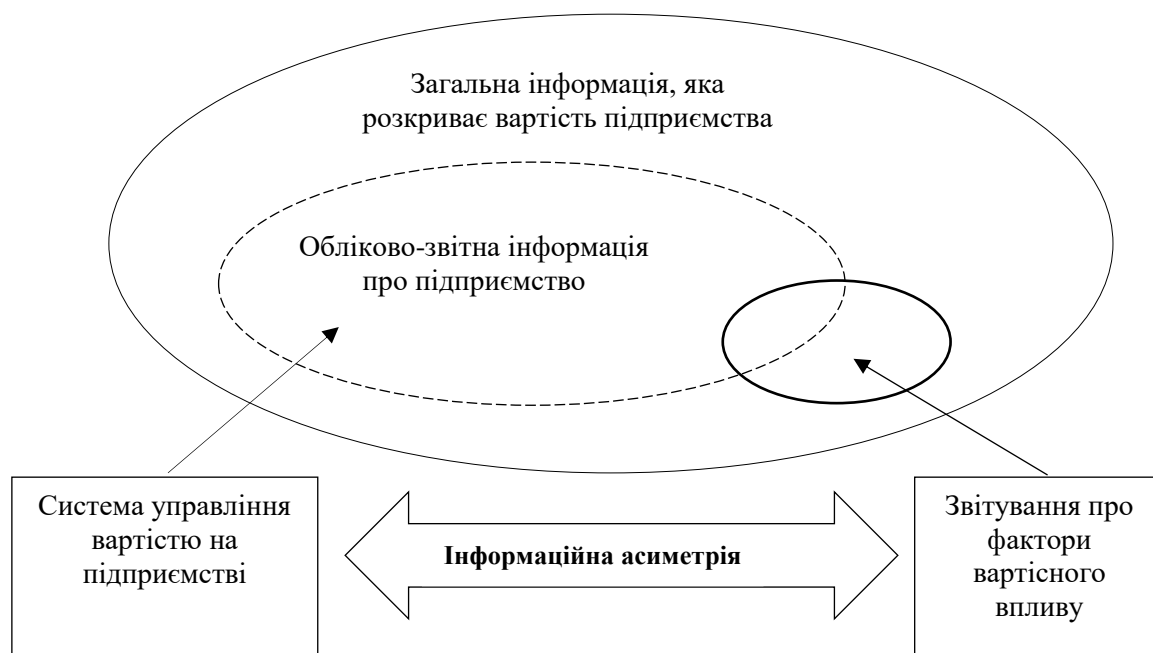 Загальна інформація, яка
розкриває вартість підприємства
Обліково-звітна інформація
про підприємство
Система управління
вартістю на
підприємстві
Інформаційна асиметрія
Звітування про
фактори
вартісного
впливу